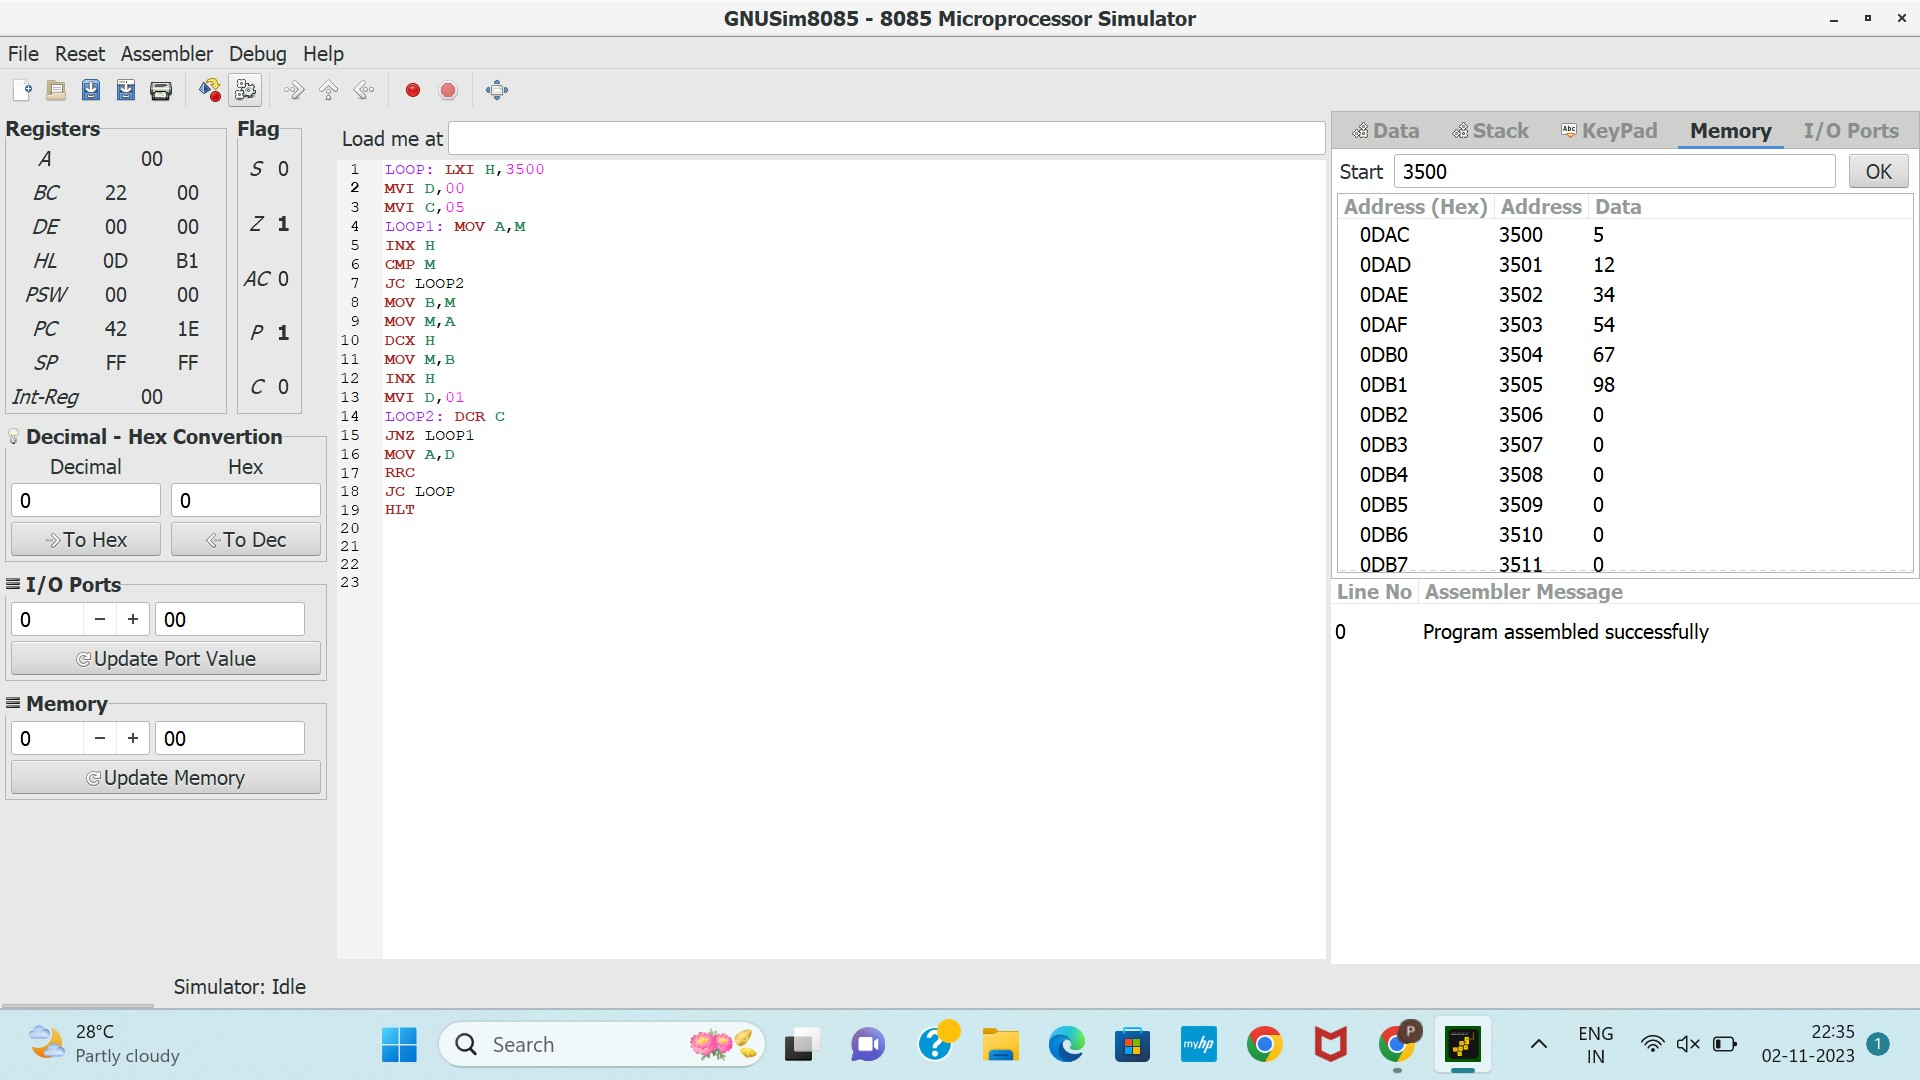 GNUSim8085 - 8085 Microprocessor Simulator
File Reset Assembler Debug Help
Registers
A 00
BC 22 00
DE 00 00
HL 0D B1
PSW 00 00
PC 42 1E
SP FF FF
Int-Reg 00
Flag
S 0
Z 1
AC 0
P 1
C 0
Decimal - Hex Convertion
Decimal Hex
0 0
To Hex To Dec
I/O Ports
0 - + 00
Update Port Value
Memory
0 - + 00
Update Memory
Load me at
1 LOOP: LXI H,3500
2 MVI D,00
3 MVI C,05
4 LOOP1: MOV A,M
5 INX H
6 CMP M
7 JC LOOP2
8 MOV B,M
9 MOV M,A
10 DCX H
11 MOV M,B
12 INX H
13 MVI D,01
14 LOOP2: DCR C
15 JNZ LOOP1
16 MOV A,D
17 RRC
18 JC LOOP
19 HLT
20
21
22
23
Data Stack Abc KeyPad Memory I/O Ports
Start 3500 OK
Address (Hex) Address Data
0DAC 3500 5
0DAD 3501 12
0DAE 3502 34
0DAF 3503 54
0DB0 3504 67
0DB1 3505 98
0DB2 3506 0
0DB3 3507 0
0DB4 3508 0
0DB5 3509 0
0DB6 3510 0
0DB7 3511 0
Line No Assembler Message
0 Program assembled successfully
Simulator: Idle
28°C
Partly cloudy
Search
myhp
P
ENG
IN
22:35
02-11-2023
1